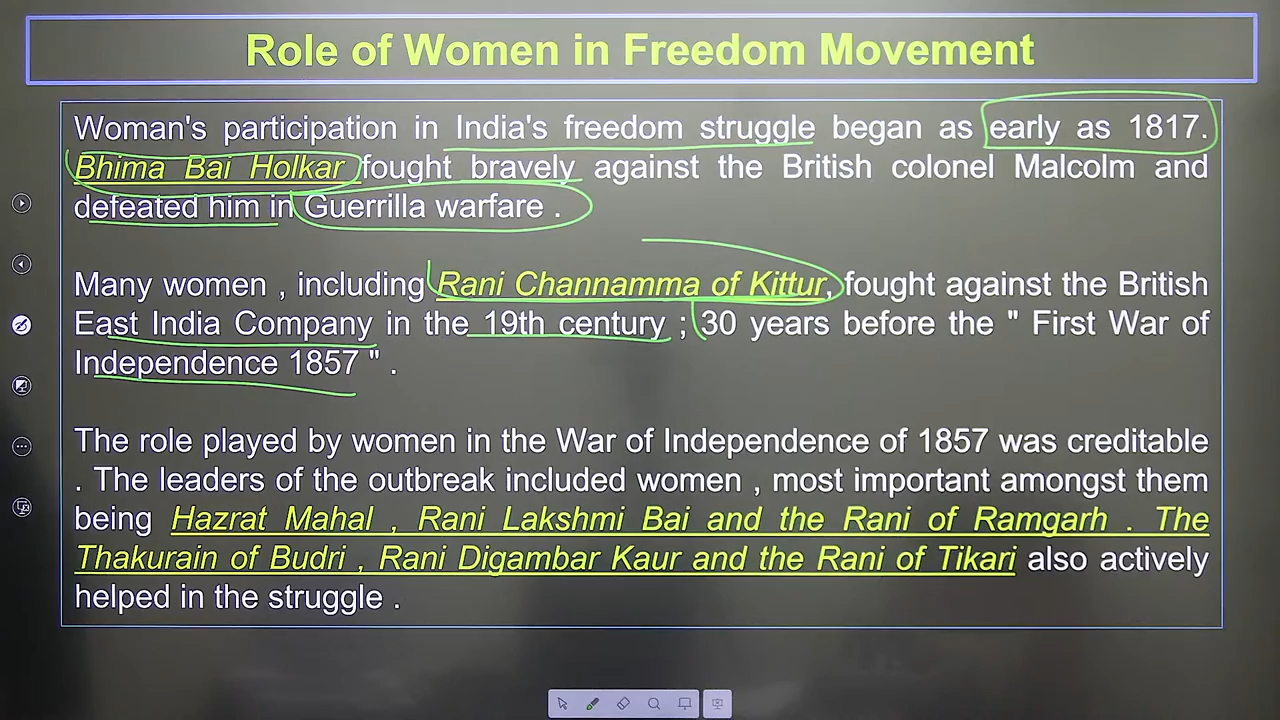 Role of Women in Freedom Movement
Woman's participation in India's freedom struggle began as early as 1817.
Bhima Bai Holkar fought bravely against the British colonel Malcolm and
defeated him in Guerrilla warfare .
Many women , including Rani Channamma of Kittur, fought against the British
East India Company in the 19th century ; 30 years before the " First War of
Independence 1857 " .
The role played by women in the War of Independence of 1857 was creditable
. The leaders of the outbreak included women , most important amongst them
being Hazrat Mahal , Rani Lakshmi Bai and the Rani of Ramgarh . The
Thakurain of Budri , Rani Digambar Kaur and the Rani of Tikari also actively
helped in the struggle .